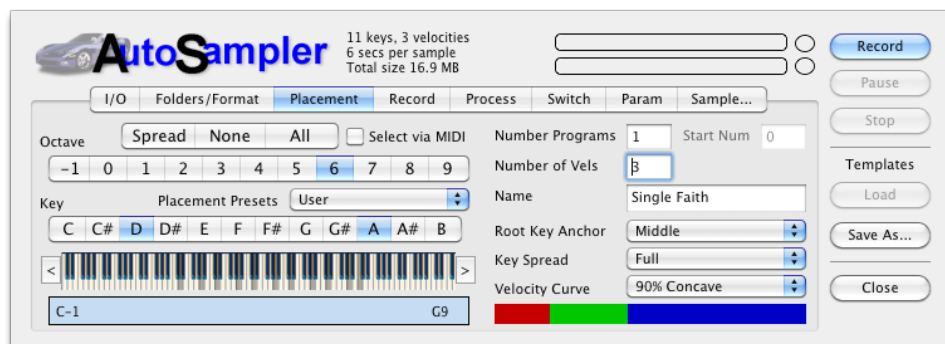 AutoSampler
11 keys, 3 velocities
6 secs per sample
Total size 16.9 MB
Record
Pause
Stop
Templates
Load
Save As...
Close
I/O Folders/Format Placement Record Process Switch Param Sample...
Octave Spread None All Select via MIDI
-1 0 1 2 3 4 5 6 7 8 9
Key Placement Presets User
C C# D D# E F F# G G# A A# B
< >
C-1 G9
Number Programs 1 Start Num 0
Number of Vels 3
Name Single Faith
Root Key Anchor Middle
Key Spread Full
Velocity Curve 90% Concave